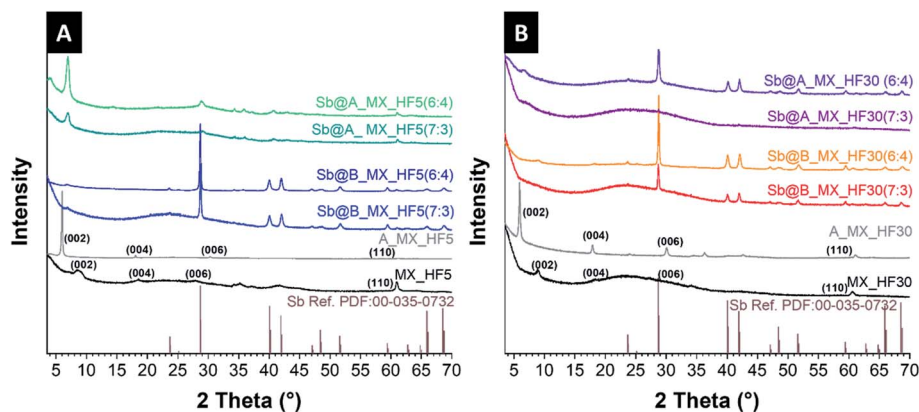 A
Intensity
Sb@A_MX_HF5(6:4)
Sb@A_ MX_HF5(7:3)
Sb@B_MX_HF5(6:4)
Sb@B_MX_HF5(7:3)
(002)
(004)
(006)
(110)
A_MX_HF5
(002)
(004)
(006)
(110)
MX_HF5
Sb Ref. PDF:00-035-0732
5 10 15 20 25 30 35 40 45 50 55 60 65 70
2 Theta (°)
B
Intensity
Sb@A_MX_HF30 (6:4)
Sb@A_MX_HF30(7:3)
Sb@B_MX_HF30(6:4)
Sb@B_MX_HF30(7:3)
(002)
(004)
(006)
A_MX_HF30
(110)
(002)
(004)
(006)
(110)
MX_HF30
Sb Ref. PDF:00-035-0732
5 10 15 20 25 30 35 40 45 50 55 60 65 70
2 Theta (°)